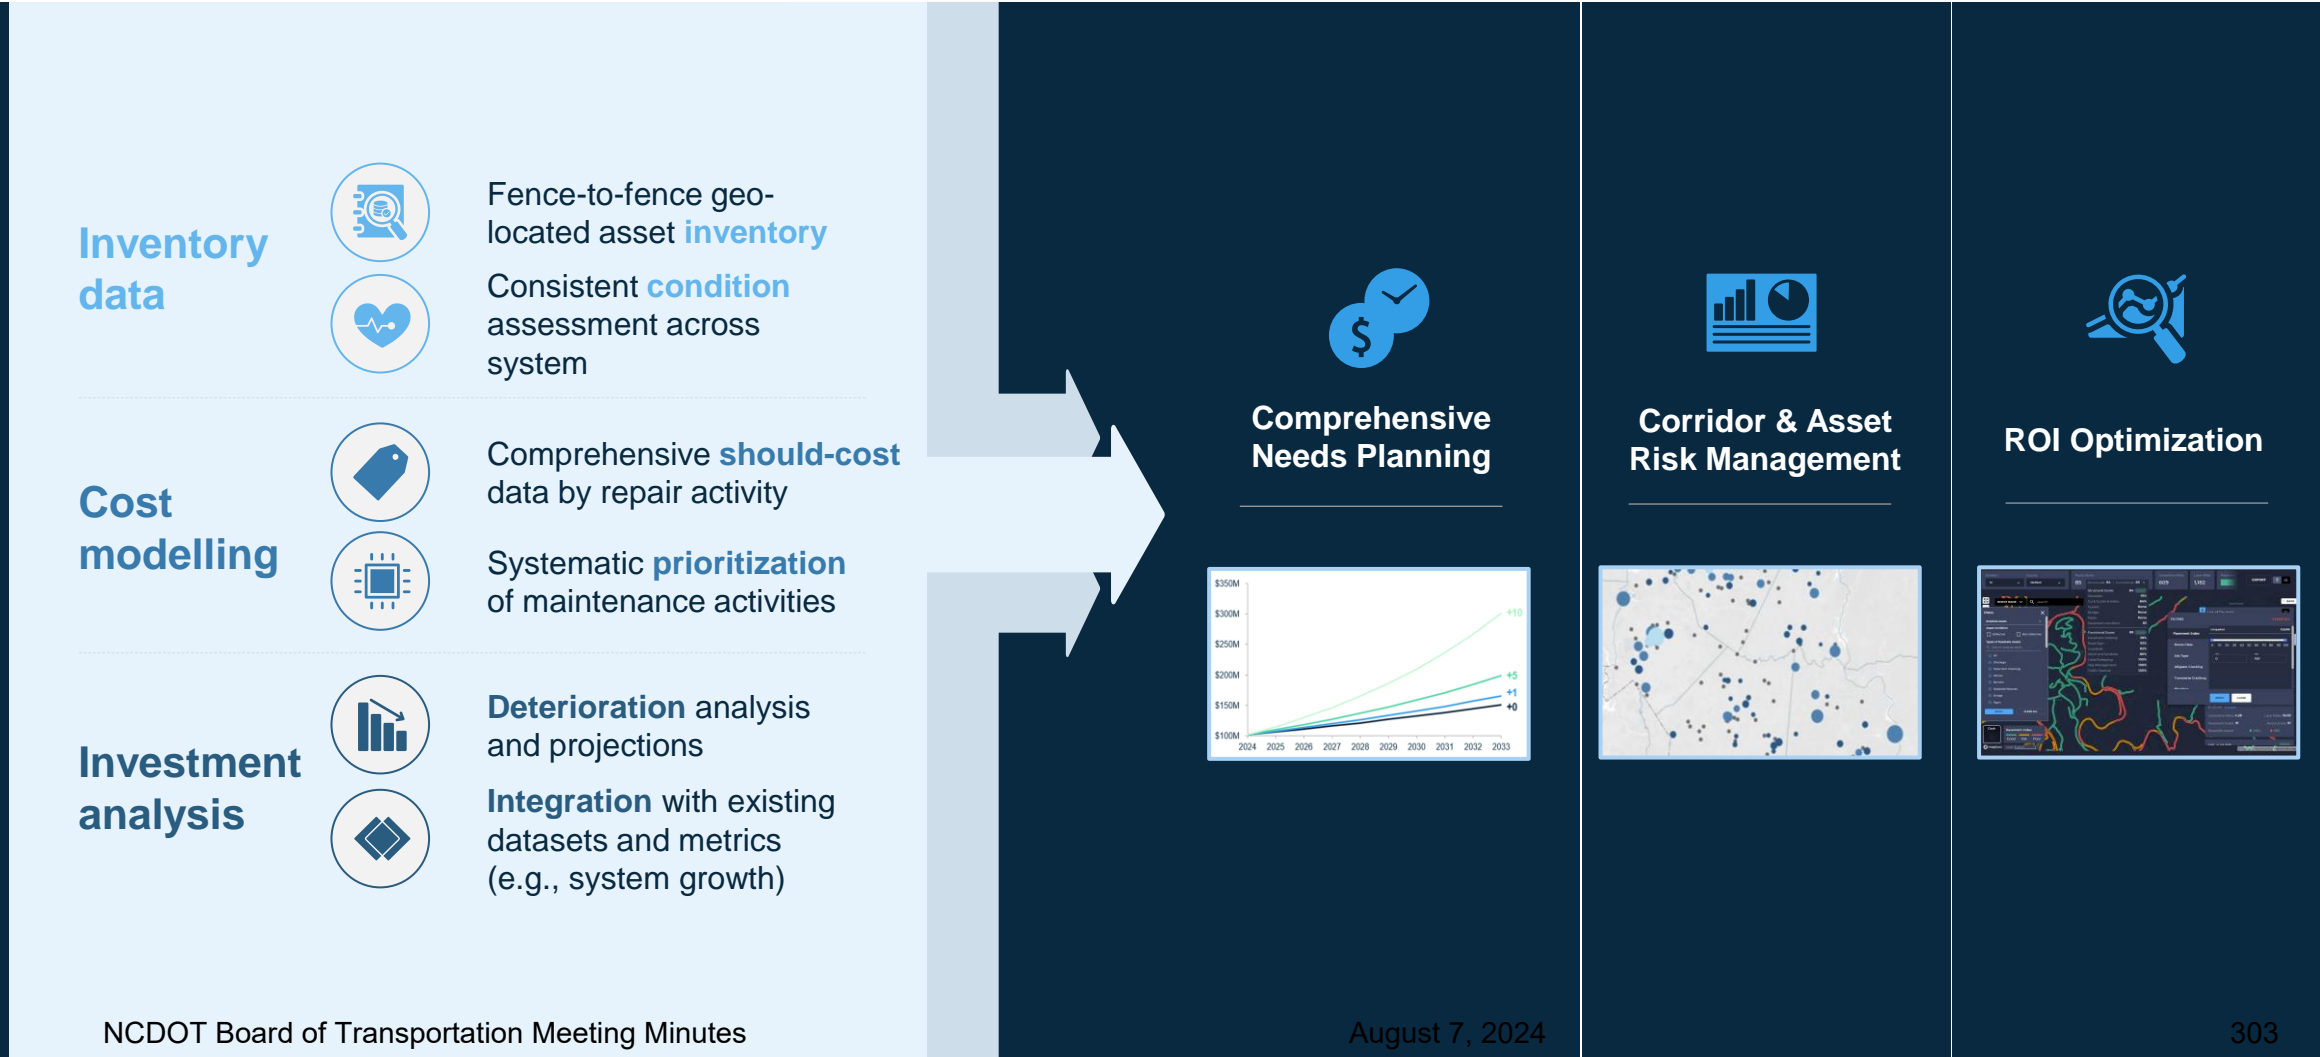 Inventory
data
Fence-to-fence geo-
located asset inventory
Consistent condition
assessment across
system
Cost
modelling
Comprehensive should-cost
data by repair activity
Systematic prioritization
of maintenance activities
Investment
analysis
Deterioration analysis
and projections
Integration with existing
datasets and metrics
(e.g., system growth)
$
Comprehensive
Needs Planning
$350M
$300M
$250M
$200M
$150M
$100M
+10
+5
+1
+0
2024 2025 2026 2027 2028 2029 2030 2031 2032 2033
Corridor & Asset
Risk Management
ROI Optimization
EXPORT
NCDOT Board of Transportation Meeting Minutes
August 7, 2024
303